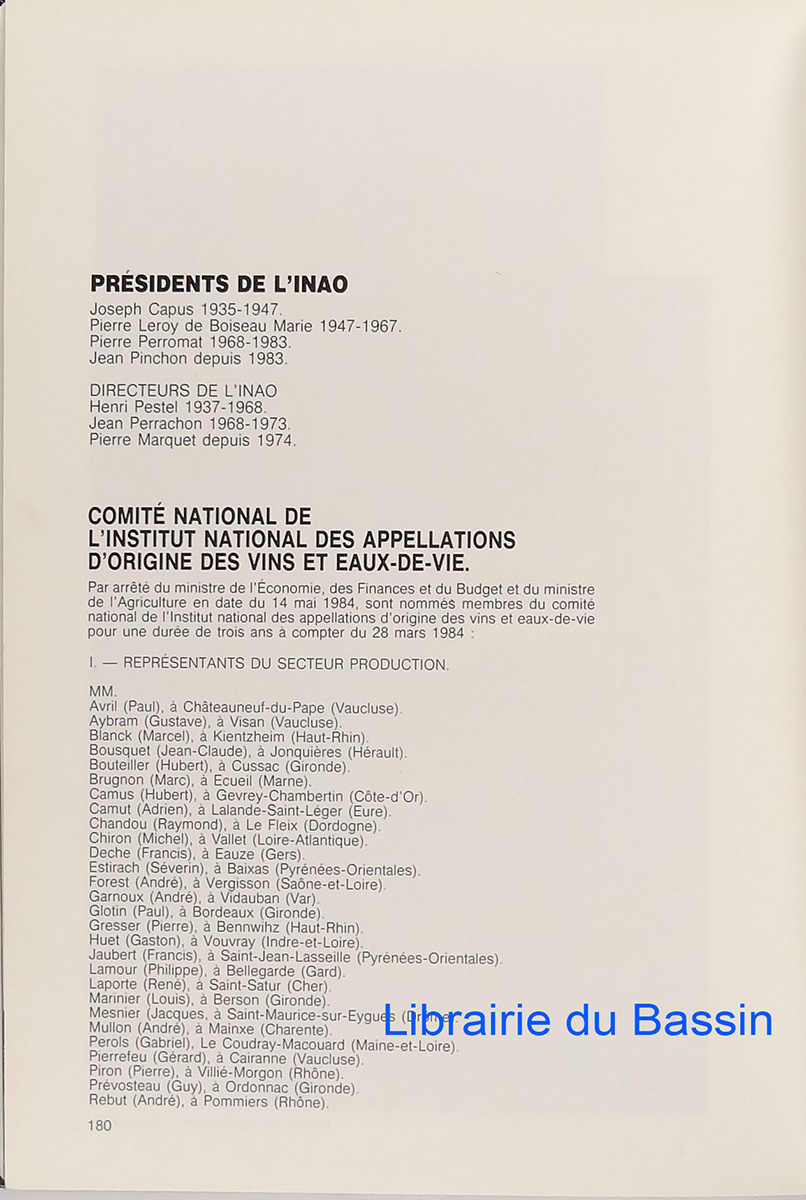 PRÉSIDENTS DE L'INAO
Joseph Capus 1935-1947.
Pierre Leroy de Boiseau Marie 1947-1967.
Pierre Perromat 1968-1983.
Jean Pinchon depuis 1983.
DIRECTEURS DE L'INAO
Henri Pestel 1937-1968.
Jean Perrachon 1968-1973.
Pierre Marquet depuis 1974.
COMITÉ NATIONAL DE
L'INSTITUT NATIONAL DES APPELLATIONS
D'ORIGINE DES VINS ET EAUX-DE-VIE.
Par arrêté du ministre de l'Économie, des Finances et du Budget et du ministre
de l'Agriculture en date du 14 mai 1984, sont nommés membres du comité
national de l'Institut national des appellations d'origine des vins et eaux-de-vie
pour une durée de trois ans à compter du 28 mars 1984 :
I. — REPRÉSENTANTS DU SECTEUR PRODUCTION.
MM.
Avril (Paul), à Châteauneuf-du-Pape (Vaucluse).
Aybram (Gustave), à Visan (Vaucluse).
Blanck (Marcel), à Kientzheim (Haut-Rhin).
Bousquet (Jean-Claude), à Jonquières (Hérault).
Bouteiller (Hubert), à Cussac (Gironde).
Brugnon (Marc), à Ecueil (Marne).
Camus (Hubert), à Gevrey-Chambertin (Côte-d'Or).
Camut (Adrien), à Lalande-Saint-Léger (Eure).
Chandou (Raymond), à Le Fleix (Dordogne).
Chiron (Michel), à Vallet (Loire-Atlantique).
Deche (Francis), à Eauze (Gers).
Estirach (Séverin), à Baixas (Pyrénées-Orientales).
Forest (André), à Vergisson (Saône-et-Loire).
Garnoux (André), à Vidauban (Var).
Glotin (Paul), à Bordeaux (Gironde).
Gresser (Pierre), à Bennwihz (Haut-Rhin).
Huet (Gaston), à Vouvray (Indre-et-Loire).
Jaubert (Francis), à Saint-Jean-Lasseille (Pyrénées-Orientales).
Lamour (Philippe), à Bellegarde (Gard).
Laporte (René), à Saint-Satur (Cher).
Marinier (Louis), à Berson (Gironde).
Mesnier (Jacques, à Saint-Maurice-sur-Eygues (Drôme).
Mullon (André), à Mainxe (Charente).
Perols (Gabriel), Le Coudray-Macouard (Maine-et-Loire).
Pierrefeu (Gérard), à Cairanne (Vaucluse).
Piron (Pierre), à Villié-Morgon (Rhône).
Prévosteau (Guy), à Ordonnac (Gironde).
Rebut (André), à Pommiers (Rhône).
180
Librairie du Bassin